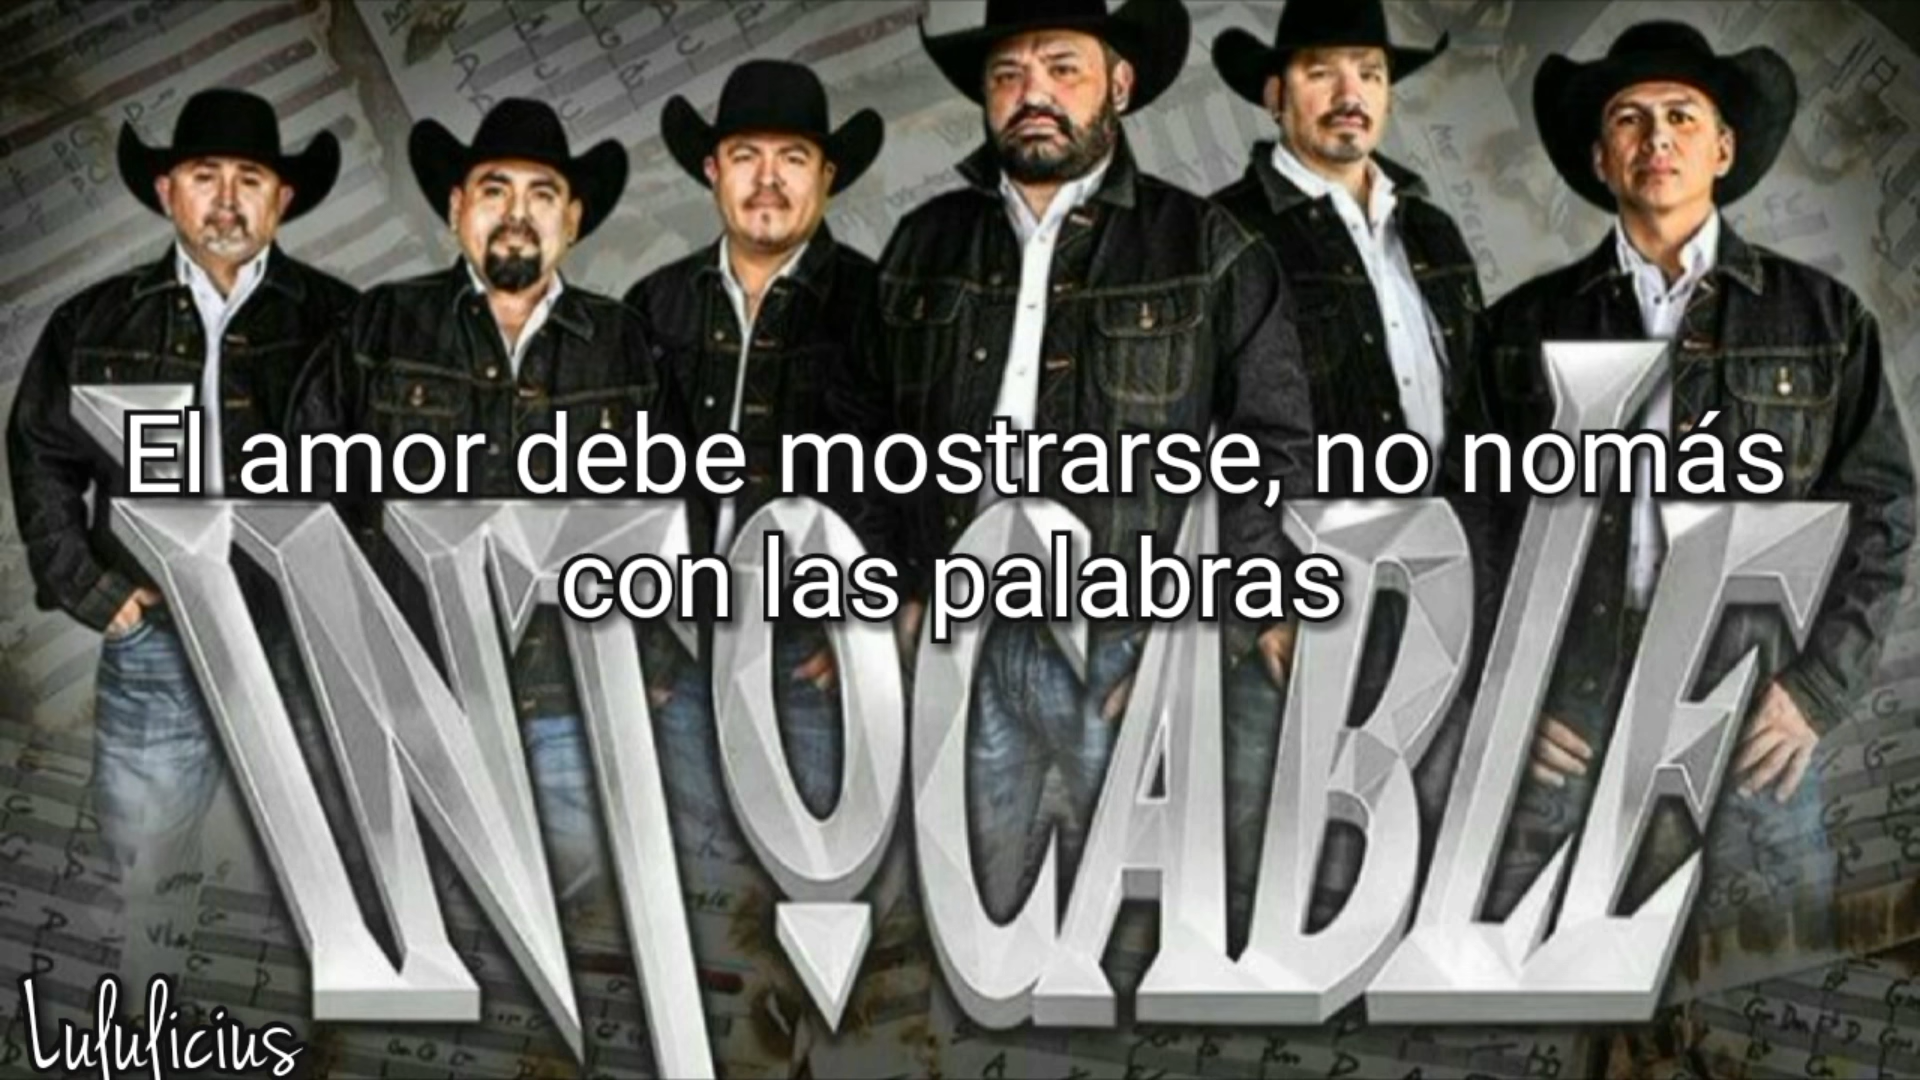 El amor debe mostrarse, no nomás
con las palabras
INTOCABLE
Lululicius